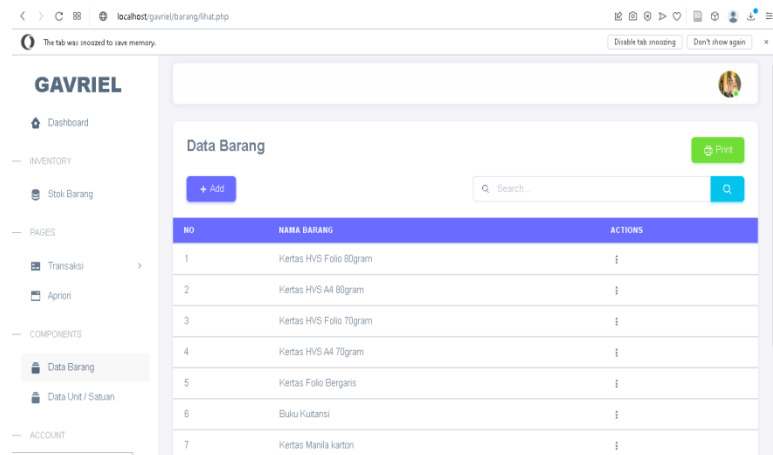 localhost/gavriel/barang/lihat.php
The tab was snoozed to save memory.
Disable tab snoozing
Don't show again
GAVRIEL
Dashboard
INVENTORY
Stok Barang
PAGES
Transaksi
Apriori
COMPONENTS
Data Barang
Data Unit / Satuan
ACCOUNT
Data Barang
Print
+ Add
Search...
NO NAMA BARANG ACTIONS
1 Kertas HVS Folio 80gram
2 Kertas HVS A4 80gram
3 Kertas HVS Folio 70gram
4 Kertas HVS A4 70gram
5 Kertas Folio Bergaris
6 Buku Kuitansi
7 Kertas Manila karton